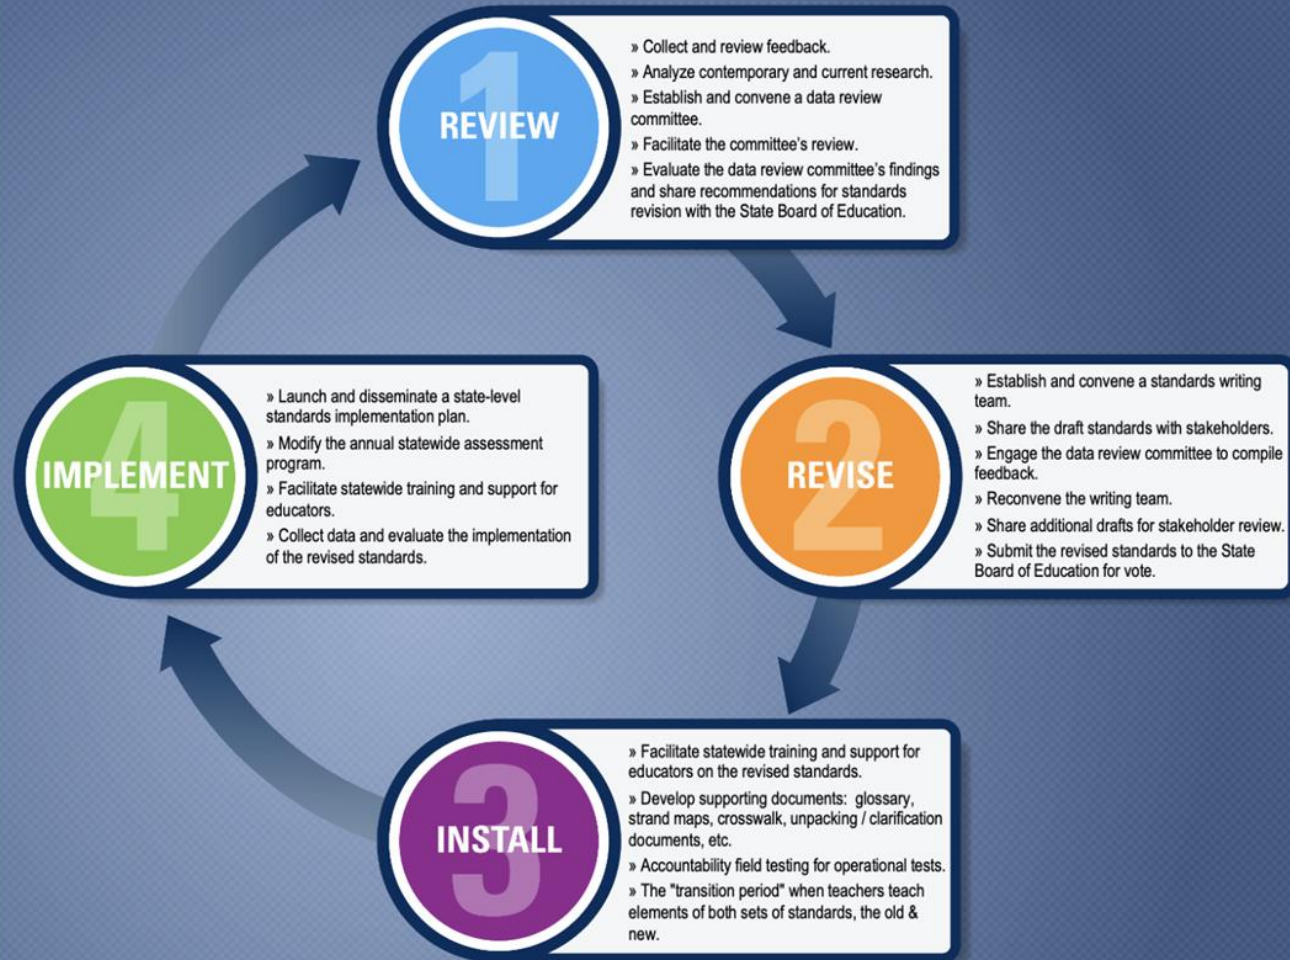 1
REVIEW
» Collect and review feedback.
» Analyze contemporary and current research.
» Establish and convene a data review
committee.
» Facilitate the committee’s review.
» Evaluate the data review committee’s findings
and share recommendations for standards
revision with the State Board of Education.
2
REVISE
» Establish and convene a standards writing
team.
» Share the draft standards with stakeholders.
» Engage the data review committee to compile
feedback.
» Reconvene the writing team.
» Share additional drafts for stakeholder review.
» Submit the revised standards to the State
Board of Education for vote.
3
INSTALL
» Facilitate statewide training and support for
educators on the revised standards.
» Develop supporting documents:  glossary,
strand maps, crosswalk, unpacking / clarification
documents, etc.
» Accountability field testing for operational tests.
» The "transition period" when teachers teach
elements of both sets of standards, the old &
new.
4
IMPLEMENT
» Launch and disseminate a state-level
standards implementation plan.
» Modify the annual statewide assessment
program.
» Facilitate statewide training and support for
educators.
» Collect data and evaluate the implementation
of the revised standards.